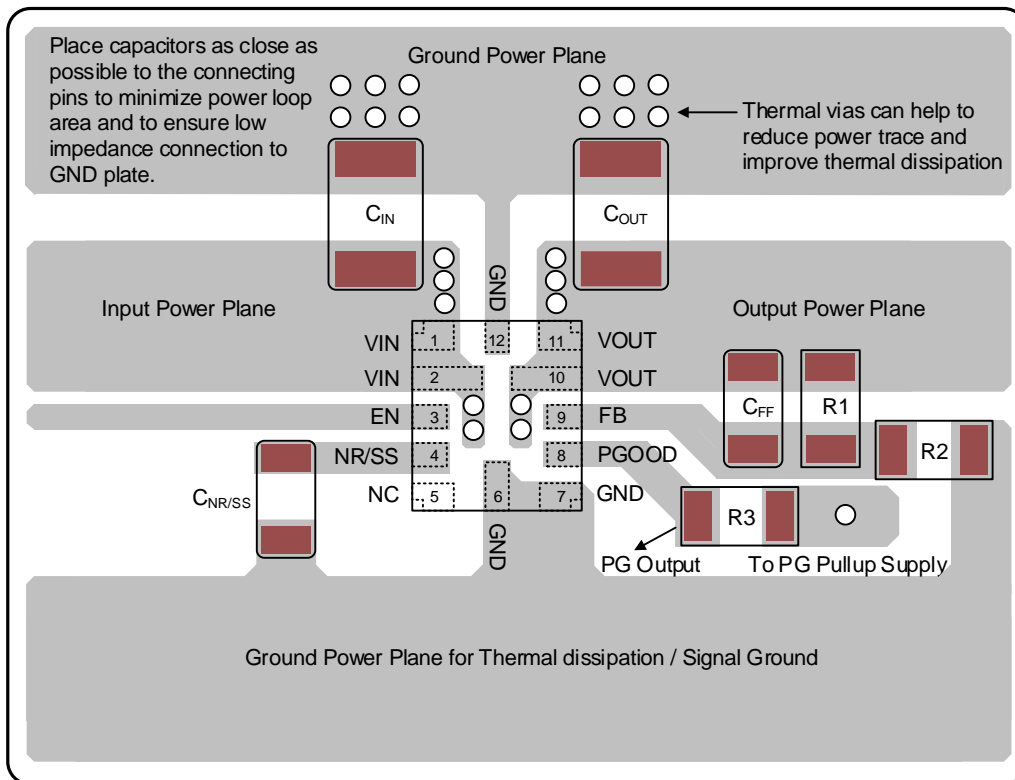 Place capacitors as close as
possible to the connecting
pins to minimize power loop
area and to ensure low
impedance connection to
GND plate.
Ground Power Plane
Thermal vias can help to
reduce power trace and
improve thermal dissipation
C_IN
C_OUT
Input Power Plane
GND
Output Power Plane
VIN
1
12
11
VOUT
VIN
2
10
VOUT
EN
3
9
FB
C_FF
R1
NR/SS
4
8
PGOOD
R2
C_NR/SS
NC
5
6
7
GND
GND
R3
PG Output
To PG Pullup Supply
Ground Power Plane for Thermal dissipation / Signal Ground